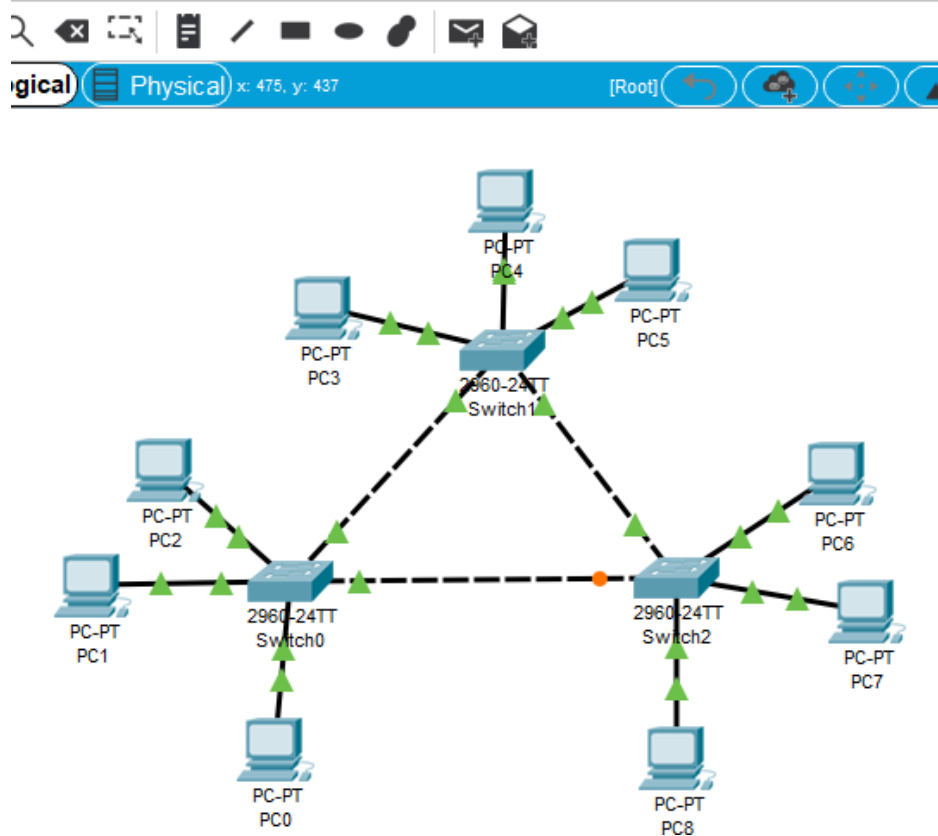 gical Physical x: 475, y: 437 [Root]
PC-PT
PC4
PC-PT
PC5
PC-PT
PC3
2960-24TT
Switch1
PC-PT
PC2
PC-PT
PC6
PC-PT
PC1
2960-24TT
Switch0
2960-24TT
Switch2
PC-PT
PC7
PC-PT
PC0
PC-PT
PC8